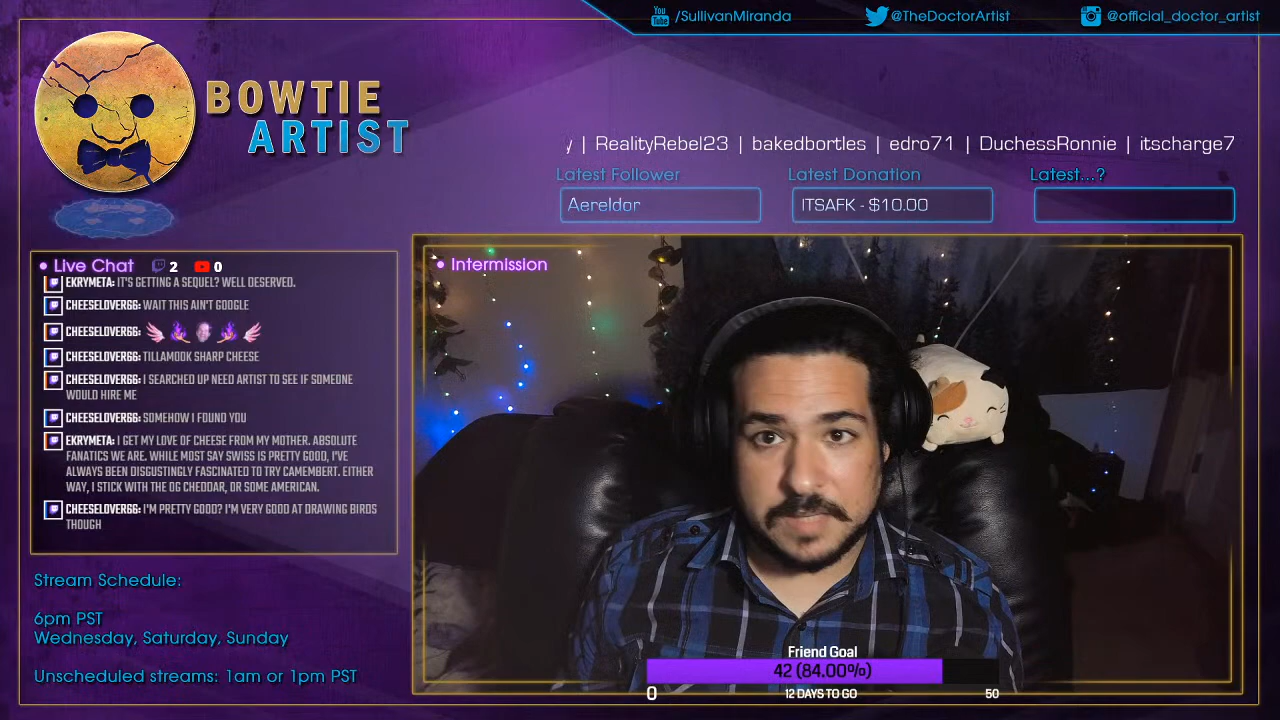 You Tube /SullivanMiranda @TheDoctorArtist @official_doctor_artist
BOWTIE
ARTIST
y | RealityRebel23 | bakedbortles | edro71 | DuchessRonnie | itscharge7
Latest Follower Latest Donation Latest...?
Aereldor ITSAFK - $10.00
Live Chat 2 0
EKRYMETA: IT'S GETTING A SEQUEL? WELL DESERVED.
CHEESELOVER66: WAIT THIS AIN'T GOOGLE
CHEESELOVER66:
CHEESELOVER66: TILLAMOOK SHARP CHEESE
CHEESELOVER66: I SEARCHED UP NEED ARTIST TO SEE IF SOMEONE
WOULD HIRE ME
CHEESELOVER66: SOMEHOW I FOUND YOU
EKRYMETA: I GET MY LOVE OF CHEESE FROM MY MOTHER. ABSOLUTE
FANATICS WE ARE. WHILE MOST SAY SWISS IS PRETTY GOOD, I'VE
ALWAYS BEEN DISGUSTINGLY FASCINATED TO TRY CAMEMBERT. EITHER
WAY, I STICK WITH THE OG CHEDDAR, OR SOME AMERICAN.
CHEESELOVER66: I'M PRETTY GOOD? I'M VERY GOOD AT DRAWING BIRDS
THOUGH
Intermission
Stream Schedule:
6pm PST
Wednesday, Saturday, Sunday
Unscheduled streams: 1am or 1pm PST
Friend Goal
42 (84.00%)
0 12 DAYS TO GO 50